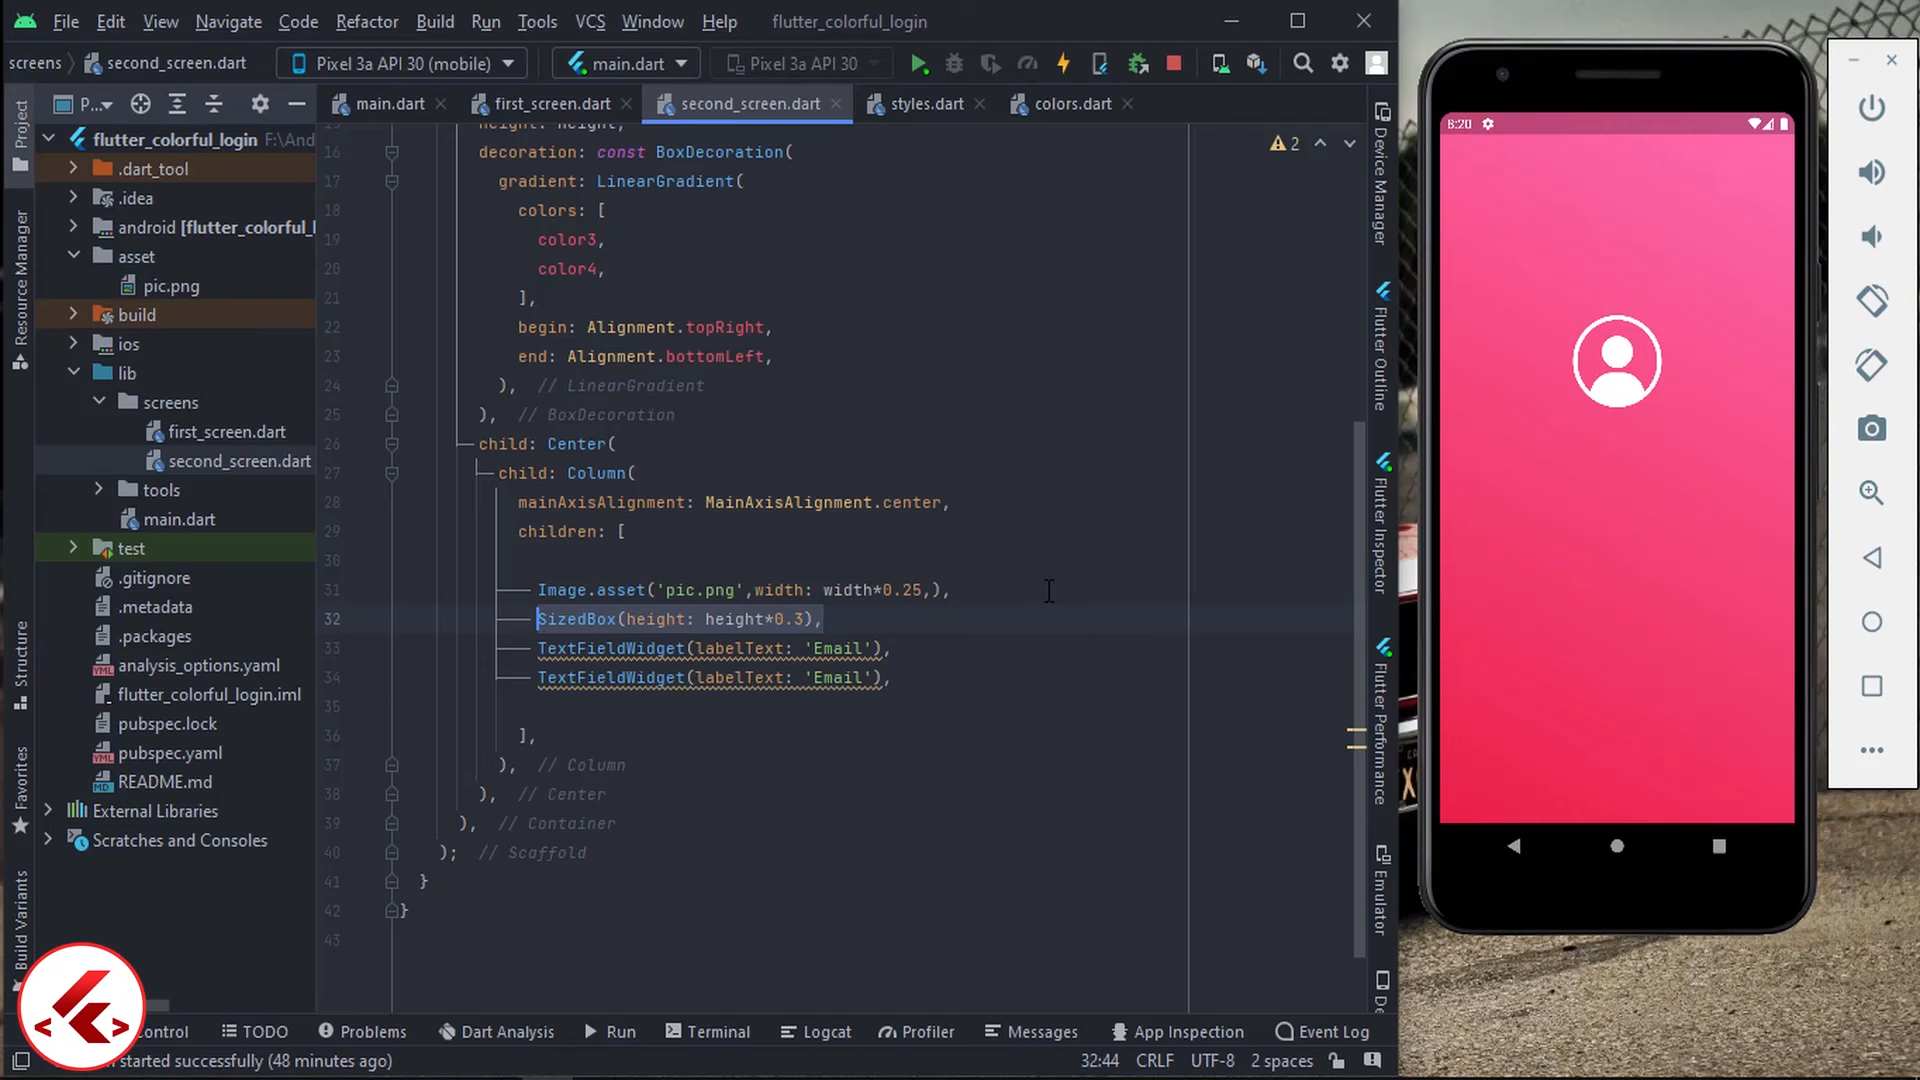 File Edit View Navigate Code Refactor Build Run Tools VCS Window Help flutter_colorful_login
screens second_screen.dart Pixel 3a API 30 (mobile) main.dart Pixel 3a API 30
P... main.dart first_screen.dart second_screen.dart styles.dart colors.dart
Project
Resource Manager
Structure
Favorites
Build Variants
flutter_colorful_login F:\And
.dart_tool
.idea
android [flutter_colorful_l
asset
pic.png
build
ios
lib
screens
first_screen.dart
second_screen.dart
tools
main.dart
test
.gitignore
.metadata
.packages
analysis_options.yaml
flutter_colorful_login.iml
pubspec.lock
pubspec.yaml
README.md
External Libraries
Scratches and Consoles
2
15 height: height,
16 decoration: const BoxDecoration(
17 gradient: LinearGradient(
18 colors: [
19 color3,
20 color4,
21 ],
22 begin: Alignment.topRight,
23 end: Alignment.bottomLeft,
24 ), // LinearGradient
25 ), // BoxDecoration
26 child: Center(
27 child: Column(
28 mainAxisAlignment: MainAxisAlignment.center,
29 children: [
30
31 Image.asset('pic.png',width: width*0.25,),
32 SizedBox(height: height*0.3),
33 TextFieldWidget(labelText: 'Email'),
34 TextFieldWidget(labelText: 'Email'),
35
36 ],
37 ), // Column
38 ), // Center
39 ), // Container
40 ); // Scaffold
41 }
42 }
43
Device Manager
Flutter Outline
Flutter Inspector
Flutter Performance
Emulator
De
8:20
ontrol TODO Problems Dart Analysis Run Terminal Logcat Profiler Messages App Inspection Event Log
started successfully (48 minutes ago) 32:44 CRLF UTF-8 2 spaces